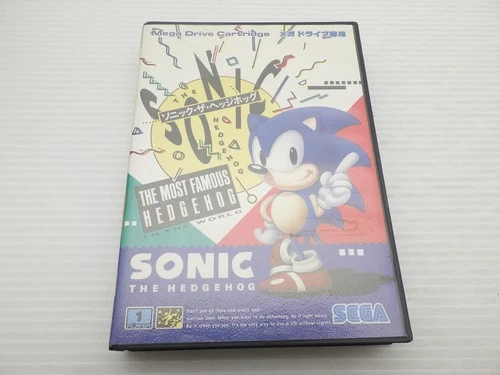 Mega Drive Cartridge メガドライブ専用
SONIC
THE
HEDGEHOG
ソニック・ザ・ヘッジホッグ
THE MOST FAMOUS
HEDGEHOG
IN THE WORLD
SONIC
THE HEDGEHOG
1
PLAYER
SEGA